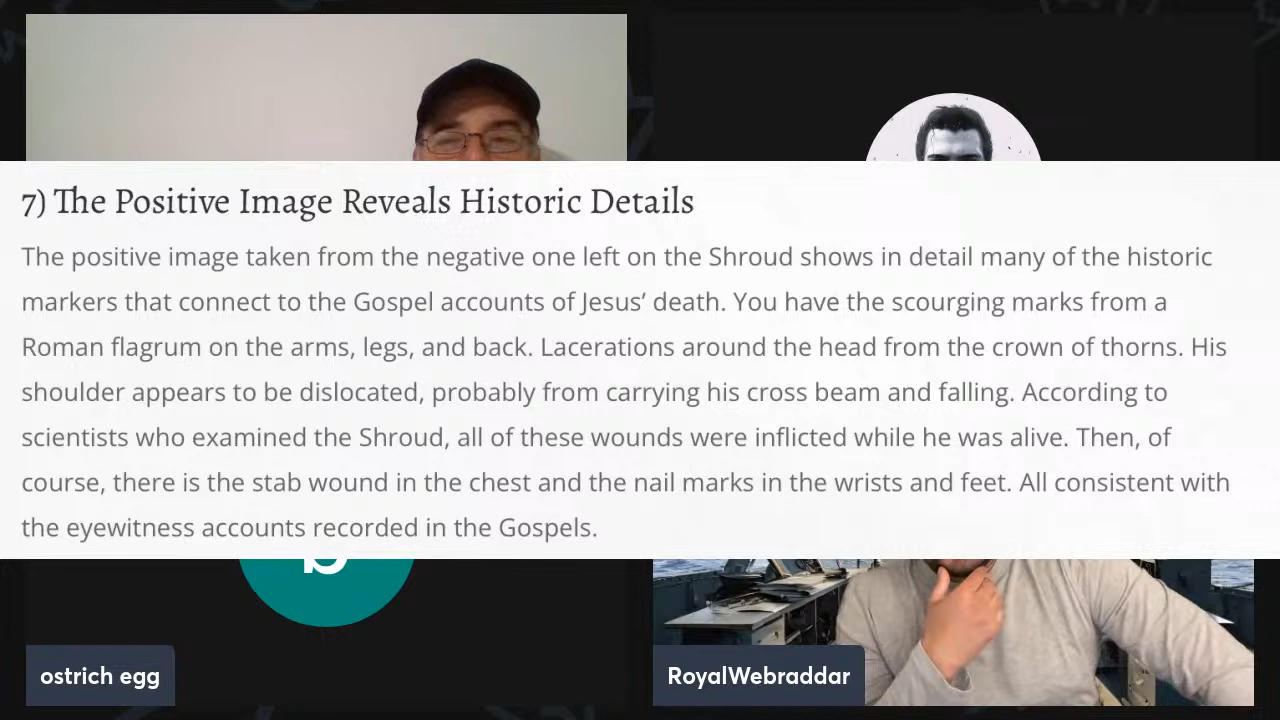 7) The Positive Image Reveals Historic Details
The positive image taken from the negative one left on the Shroud shows in detail many of the historic
markers that connect to the Gospel accounts of Jesus’ death. You have the scourging marks from a
Roman flagrum on the arms, legs, and back. Lacerations around the head from the crown of thorns. His
shoulder appears to be dislocated, probably from carrying his cross beam and falling. According to
scientists who examined the Shroud, all of these wounds were inflicted while he was alive. Then, of
course, there is the stab wound in the chest and the nail marks in the wrists and feet. All consistent with
the eyewitness accounts recorded in the Gospels.
ostrich egg
RoyalWebraddar